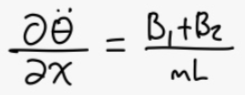 ∂θ̈/∂x = (B₁+B₂)/mL